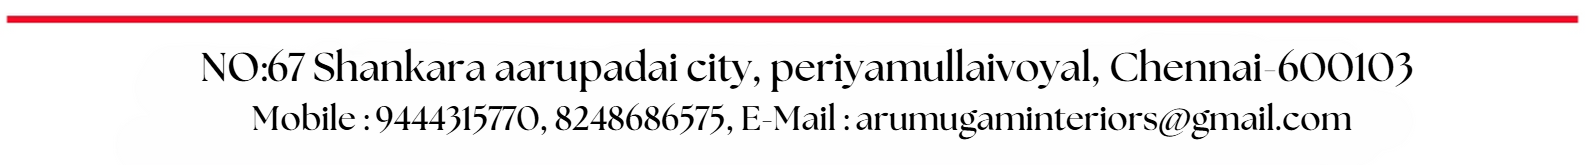 NO:67 Shankara aarupadai city, periyamullaivoyal, Chennai-600103
Mobile : 9444315770, 8248686575, E-Mail : arumugaminteriors@gmail.com